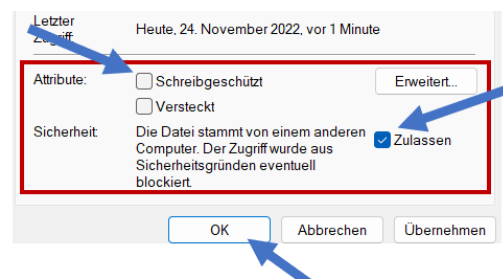 Letzter
Zugriff
Heute, 24. November 2022, vor 1 Minute
Attribute:
Schreibgeschützt
Erweitert...
Versteckt
Sicherheit:
Die Datei stammt von einem anderen
Computer. Der Zugriff wurde aus
Sicherheitsgründen eventuell
blockiert.
Zulassen
OK
Abbrechen
Übernehmen